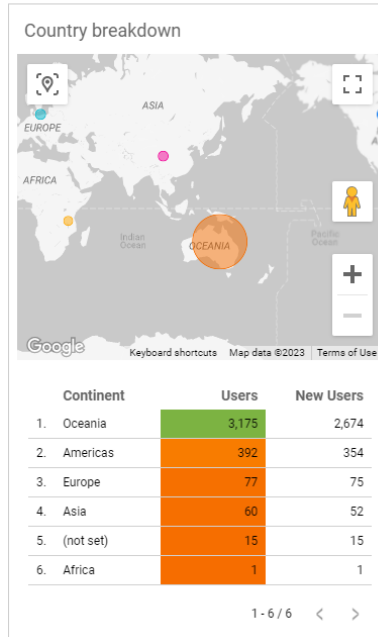 Country breakdown
ASIA
EUROPE
AFRICA
Indian
Ocean
OCEANIA
Pacific
Ocean
Google
Keyboard shortcuts Map data ©2023 Terms of Use
Continent Users New Users
1. Oceania 3,175 2,674
2. Americas 392 354
3. Europe 77 75
4. Asia 60 52
5. (not set) 15 15
6. Africa 1 1
1 - 6 / 6 < >